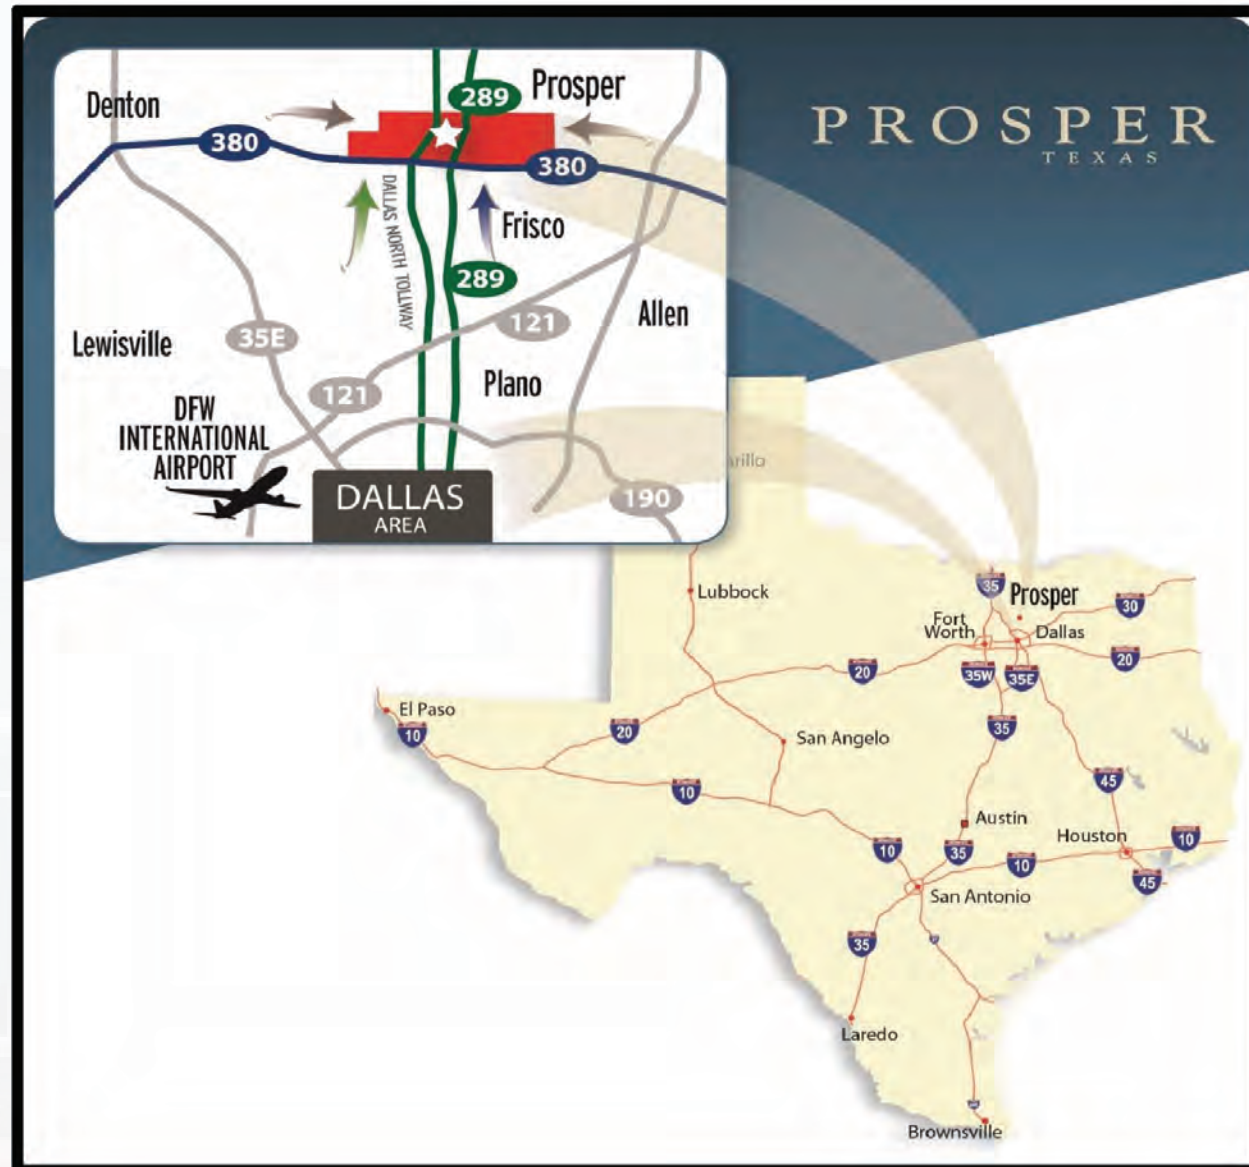 PROSPER
TEXAS
Denton
289
Prosper
380
380
DALLAS NORTH TOLLWAY
Frisco
289
121
Allen
35E
Lewisville
Plano
121
DFW
INTERNATIONAL
AIRPORT
DALLAS
AREA
190
Lubbock
35
Prosper
30
Fort
Worth
Dallas
20
20
35W
35E
El Paso
10
20
San Angelo
35
10
45
Austin
Houston
10
10
35
10
45
San Antonio
35
Laredo
Brownsville